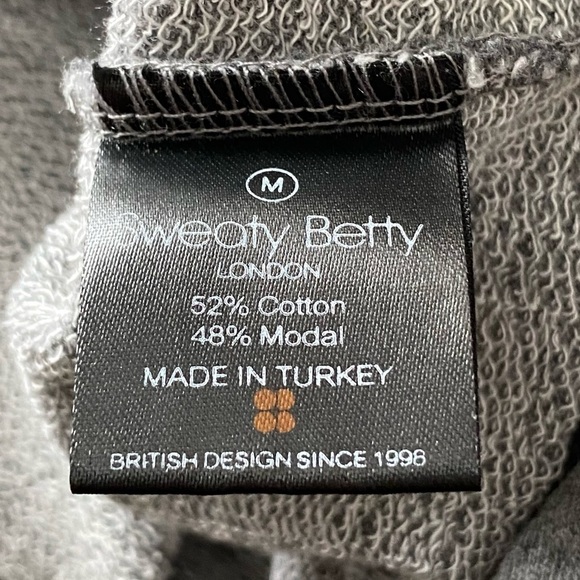 M
Sweaty Betty
LONDON
52% Cotton
48% Modal
MADE IN TURKEY
BRITISH DESIGN SINCE 1998